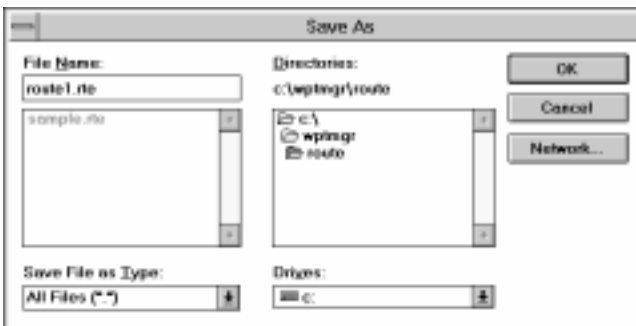 Save As
File Name:
route1.rte
sample.rte
Save File as Type:
All Files (*.*)
Directories:
c:\wptmgr\route
c:\
wptmgr
route
Drives:
c:
OK
Cancel
Network...